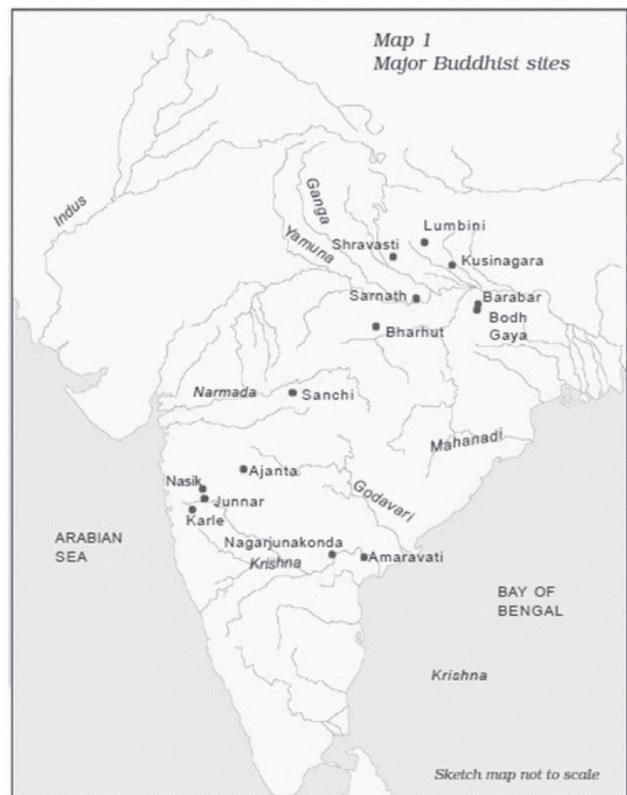 Map 1
Major Buddhist sites
Indus
Ganga
Yamuna
Lumbini
Shravasti
Kusinagara
Sarnath
Barabar
Bodh
Gaya
Bharhut
Narmada
Sanchi
Mahanadi
Ajanta
Nasik
Junnar
Godavari
Karle
ARABIAN
SEA
Nagarjunakonda
Krishna
Amaravati
BAY OF
BENGAL
Krishna
Sketch map not to scale